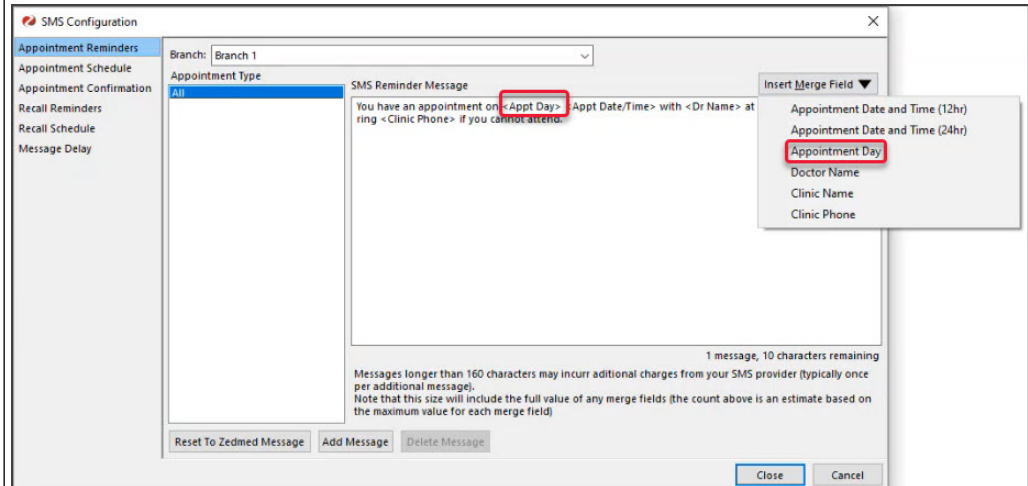 SMS Configuration
Appointment Reminders
Appointment Schedule
Appointment Confirmation
Recall Reminders
Recall Schedule
Message Delay
Branch: Branch 1
Appointment Type
All
SMS Reminder Message
Insert Merge Field
You have an appointment on <Appt Day> <Appt Date/Time> with <Dr Name> at
ring <Clinic Phone> if you cannot attend.
Appointment Date and Time (12hr)
Appointment Date and Time (24hr)
Appointment Day
Doctor Name
Clinic Name
Clinic Phone
1 message, 10 characters remaining
Messages longer than 160 characters may incurr aditional charges from your SMS provider (typically once
per additional message).
Note that this size will include the full value of any merge fields (the count above is an estimate based on
the maximum value for each merge field)
Reset To Zedmed Message
Add Message
Delete Message
Close
Cancel